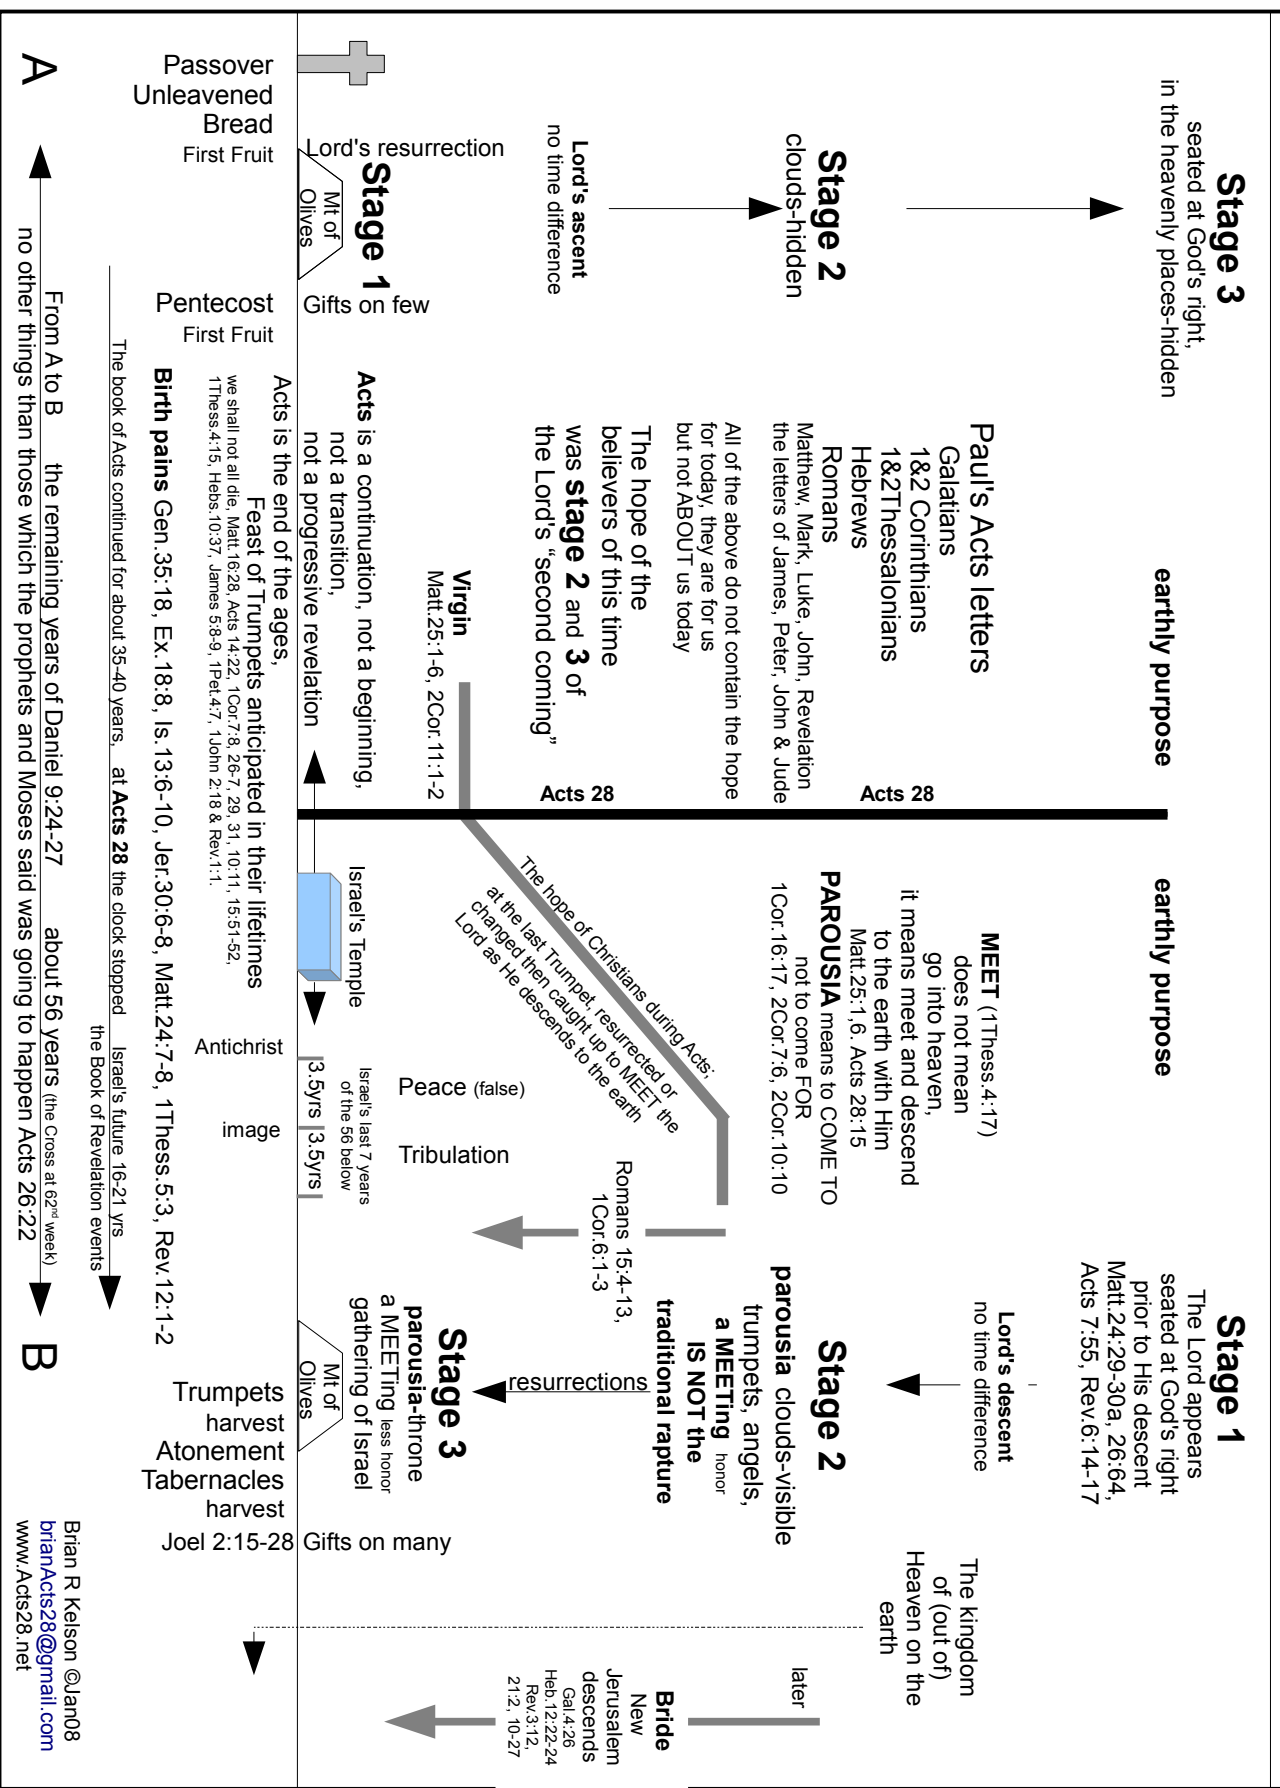 Stage 3
seated at God's right,
in the heavenly places-hidden
Stage 2
clouds-hidden
Lord's ascent
no time difference
Lord's resurrection
Stage 1
Mt of
Olives
Passover
Unleavened
Bread
First Fruit
Pentecost
First Fruit
Gifts on few
earthly purpose
Paul's Acts letters
Galatians
1&2 Corinthians
1&2Thessalonians
Hebrews
Romans
Matthew, Mark, Luke, John, Revelation
the letters of James, Peter, John & Jude
All of the above do not contain the hope
for today, they are for us
but not ABOUT us today
The hope of the
believers of this time
was stage 2 and 3 of
the Lord's “second coming”
Virgin
Matt.25:1-6, 2Cor.11:1-2
Acts is a continuation, not a beginning,
not a transition,
not a progressive revelation
Acts is the end of the ages,
Feast of Trumpets anticipated in their lifetimes
we shall not all die, Matt.16:28, Acts 14:22, 1Cor.7:8, 26-7, 29, 31, 10:11, 15:51-52,
1Thess.4:15, Hebs.10:37, James 5:8-9, 1Pet.4:7, 1John 2:18 & Rev.1:1.
Acts 28
Acts 28
earthly purpose
MEET (1Thess.4:17)
does not mean
go into heaven,
it means meet and descend
to the earth with Him
Matt.25:1,6. Acts 28:15
PAROUSIA means to COME TO
not to come FOR
1Cor.16:17, 2Cor.7:6, 2Cor.10:10
The hope of Christians during Acts;
at the last Trumpet, resurrected or
changed then caught up to MEET the
Lord as He descends to the earth
Israel's Temple
Antichrist
image
3.5yrs
3.5yrs
Israel's last 7 years
of the 56 below
Peace (false)
Tribulation
Romans 15:4-13,
1Cor.6:1-3
Stage 1
The Lord appears
seated at God's right
prior to His descent
Matt.24:29-30a, 26:64,
Acts 7:55, Rev.6:14-17
Lord's descent
no time difference
Stage 2
parousia clouds-visible
trumpets, angels,
a MEETing honor
IS NOT the
traditional rapture
resurrections
Stage 3
parousia-throne
a MEETing less honor
gathering of Israel
Mt of
Olives
Trumpets
harvest
Atonement
Tabernacles
harvest
Joel 2:15-28
Gifts on many
The kingdom
of (out of)
Heaven on the
earth
later
Bride
New
Jerusalem
descends
Gal.4:26
Heb.12:22-24
Rev.3:12,
21:2, 10-27
Birth pains Gen.35:18, Ex.18:8, Is.13:6-10, Jer.30:6-8, Matt.24:7-8, 1Thess.5:3, Rev.12:1-2
The book of Acts continued for about 35-40 years, at Acts 28 the clock stopped Israel's future 16-21 yrs
the Book of Revelation events
A
From A to B the remaining years of Daniel 9:24-27 about 56 years (the Cross at 62nd week)
no other things than those which the prophets and Moses said was going to happen Acts 26:22
B
Brian R Kelson ©Jan08
brianActs28@gmail.com
www.Acts28.net